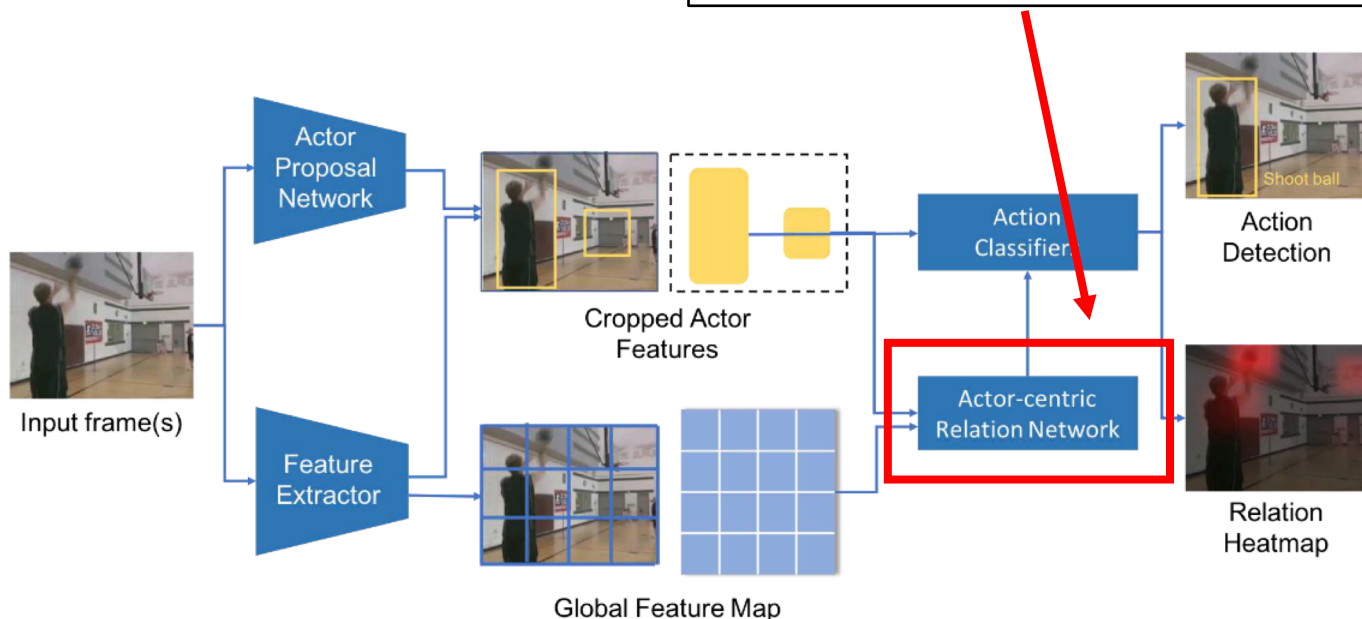 Actor
Proposal
Network
Shoot ball
Action
Detection
Action
Classifiers
Cropped Actor
Features
Input frame(s)
Feature
Extractor
Actor-centric
Relation Network
Relation
Heatmap
Global Feature Map